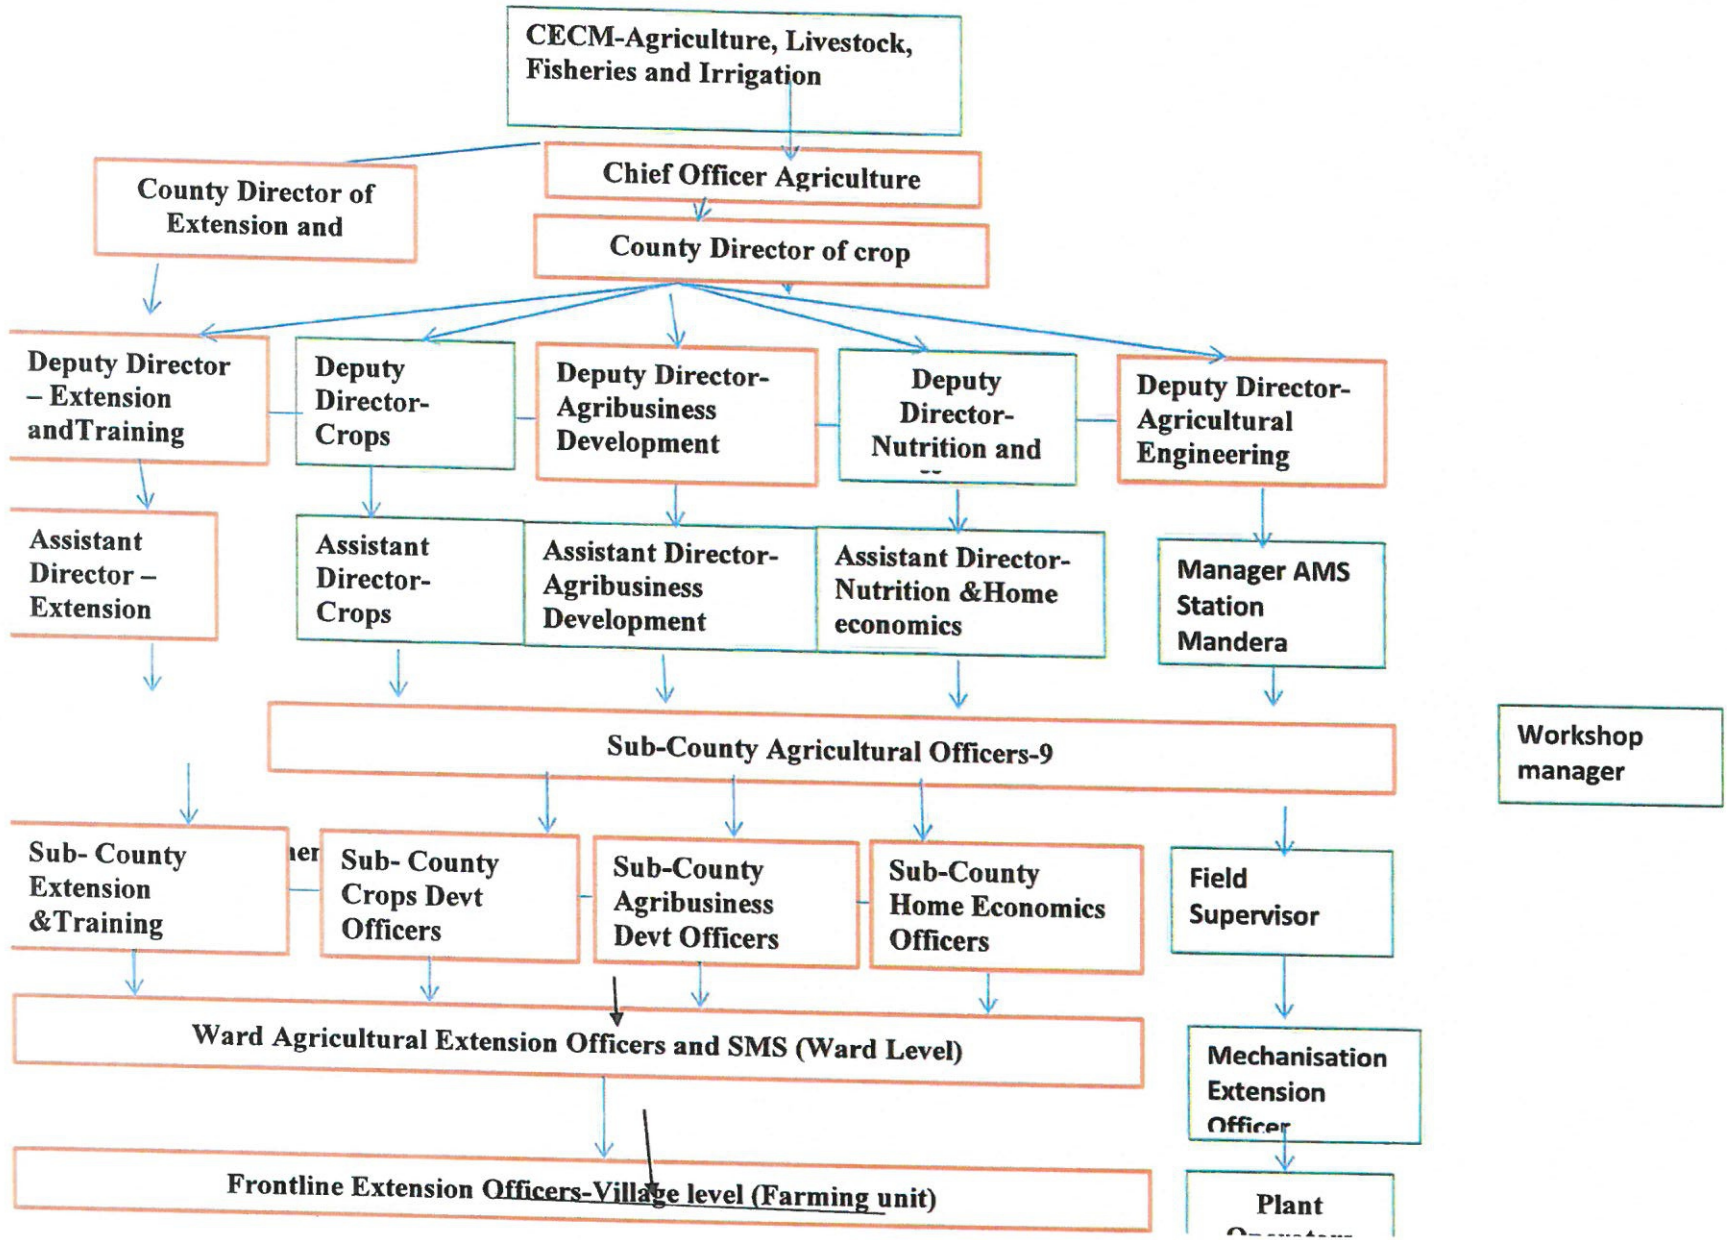 CECM-Agriculture, Livestock,
Fisheries and Irrigation
Chief Officer Agriculture
County Director of
Extension and
County Director of crop
Deputy Director
– Extension
andTraining
Deputy
Director-
Crops
Deputy Director-
Agribusiness
Development
Deputy
Director-
Nutrition and
Deputy Director-
Agricultural
Engineering
Assistant
Director –
Extension
Assistant
Director-
Crops
Assistant Director-
Agribusiness
Development
Assistant Director-
Nutrition &Home
economics
Manager AMS
Station
Mandera
Sub-County Agricultural Officers-9
Workshop
manager
Sub- County
Extension
&Training
Sub- County
Crops Devt
Officers
Sub-County
Agribusiness
Devt Officers
Sub-County
Home Economics
Officers
Field
Supervisor
Ward Agricultural Extension Officers and SMS (Ward Level)
Mechanisation
Extension
Officer
Frontline Extension Officers-Village level (Farming unit)
Plant